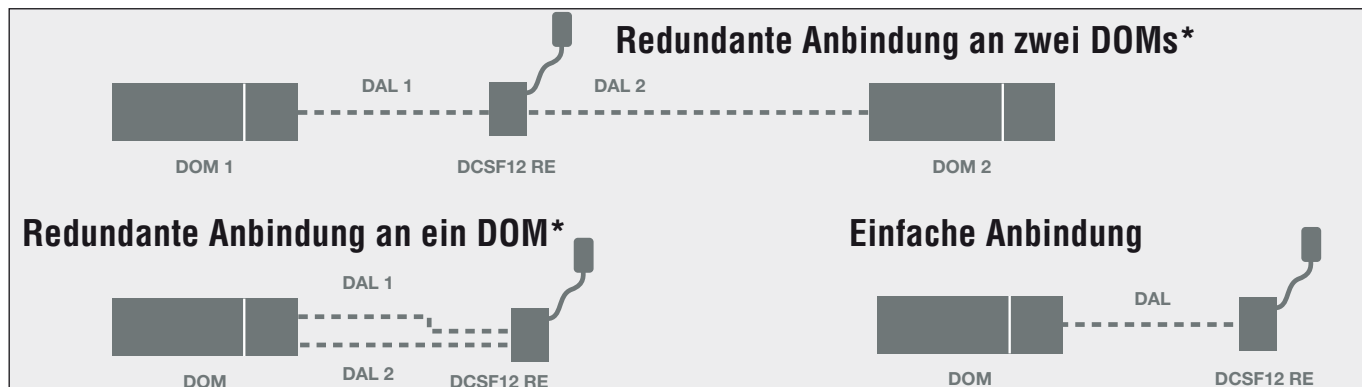 Redundante Anbindung an zwei DOMs*
DAL 1
DAL 2
DOM 1
DCSF12 RE
DOM 2
Redundante Anbindung an ein DOM*
DAL 1
DAL 2
DOM
DCSF12 RE
Einfache Anbindung
DAL
DOM
DCSF12 RE